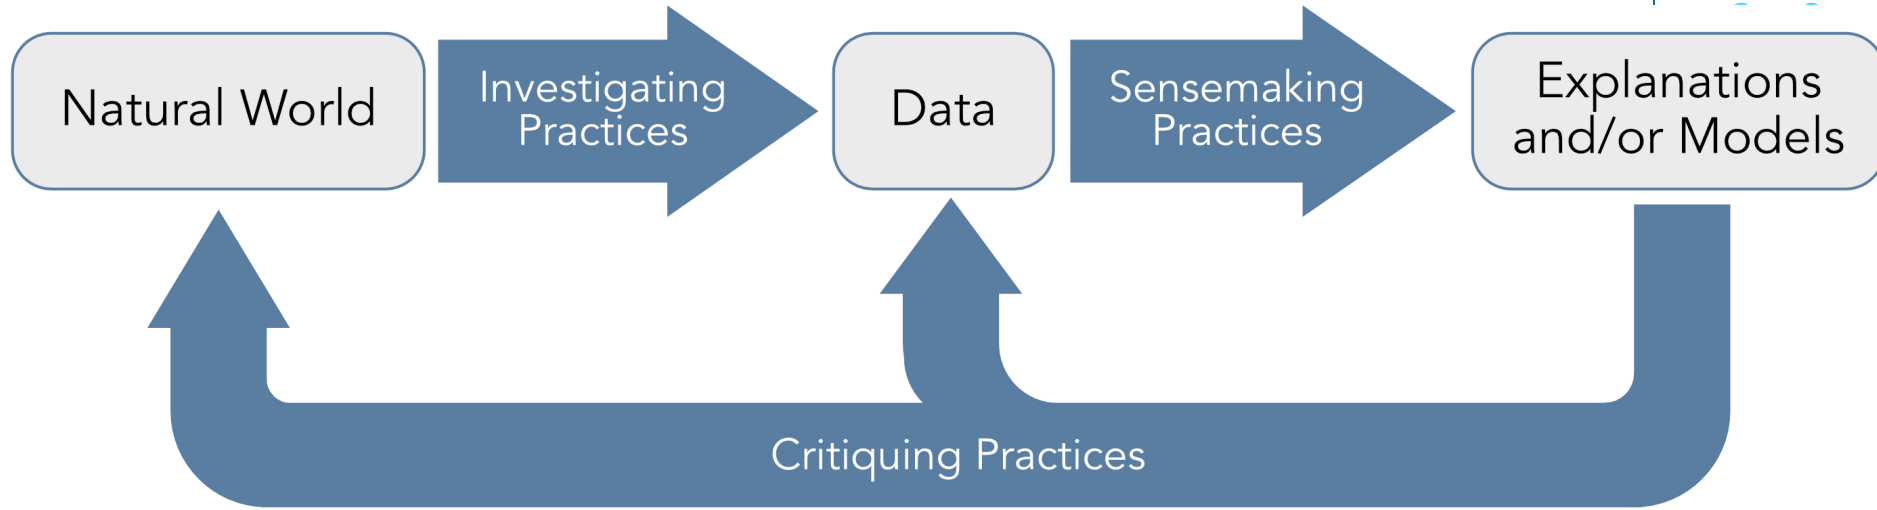 Natural World
Investigating
Practices
Data
Sensemaking
Practices
Explanations
and/or Models
Critiquing Practices